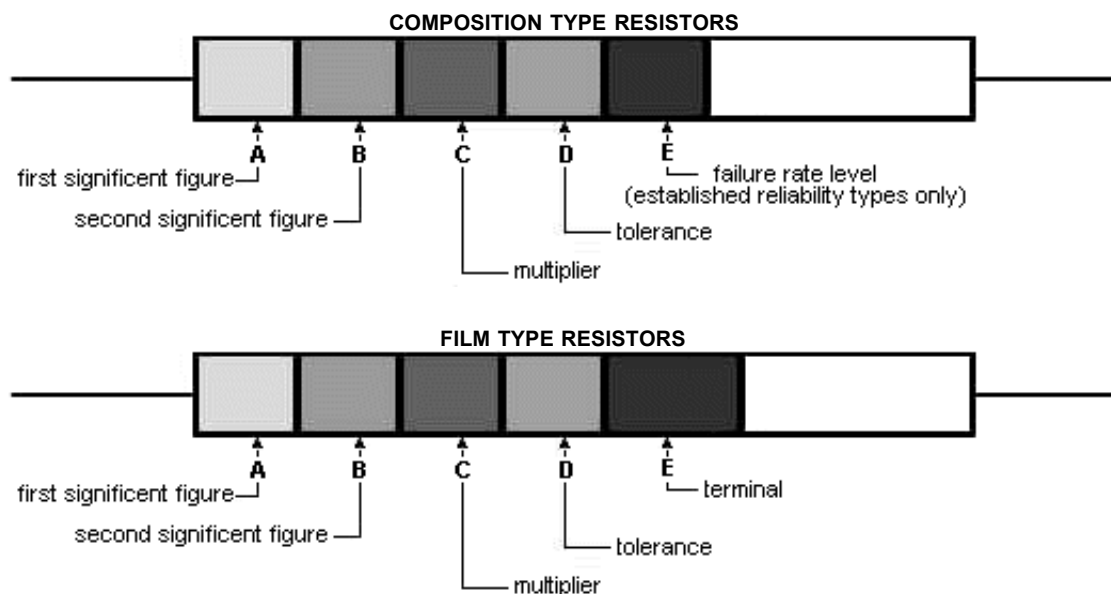 COMPOSITION TYPE RESISTORS
A B C D E
first significent figure
failure rate level
(established reliability types only)
second significent figure
tolerance
multiplier
FILM TYPE RESISTORS
A B C D E
first significent figure
terminal
second significent figure
tolerance
multiplier